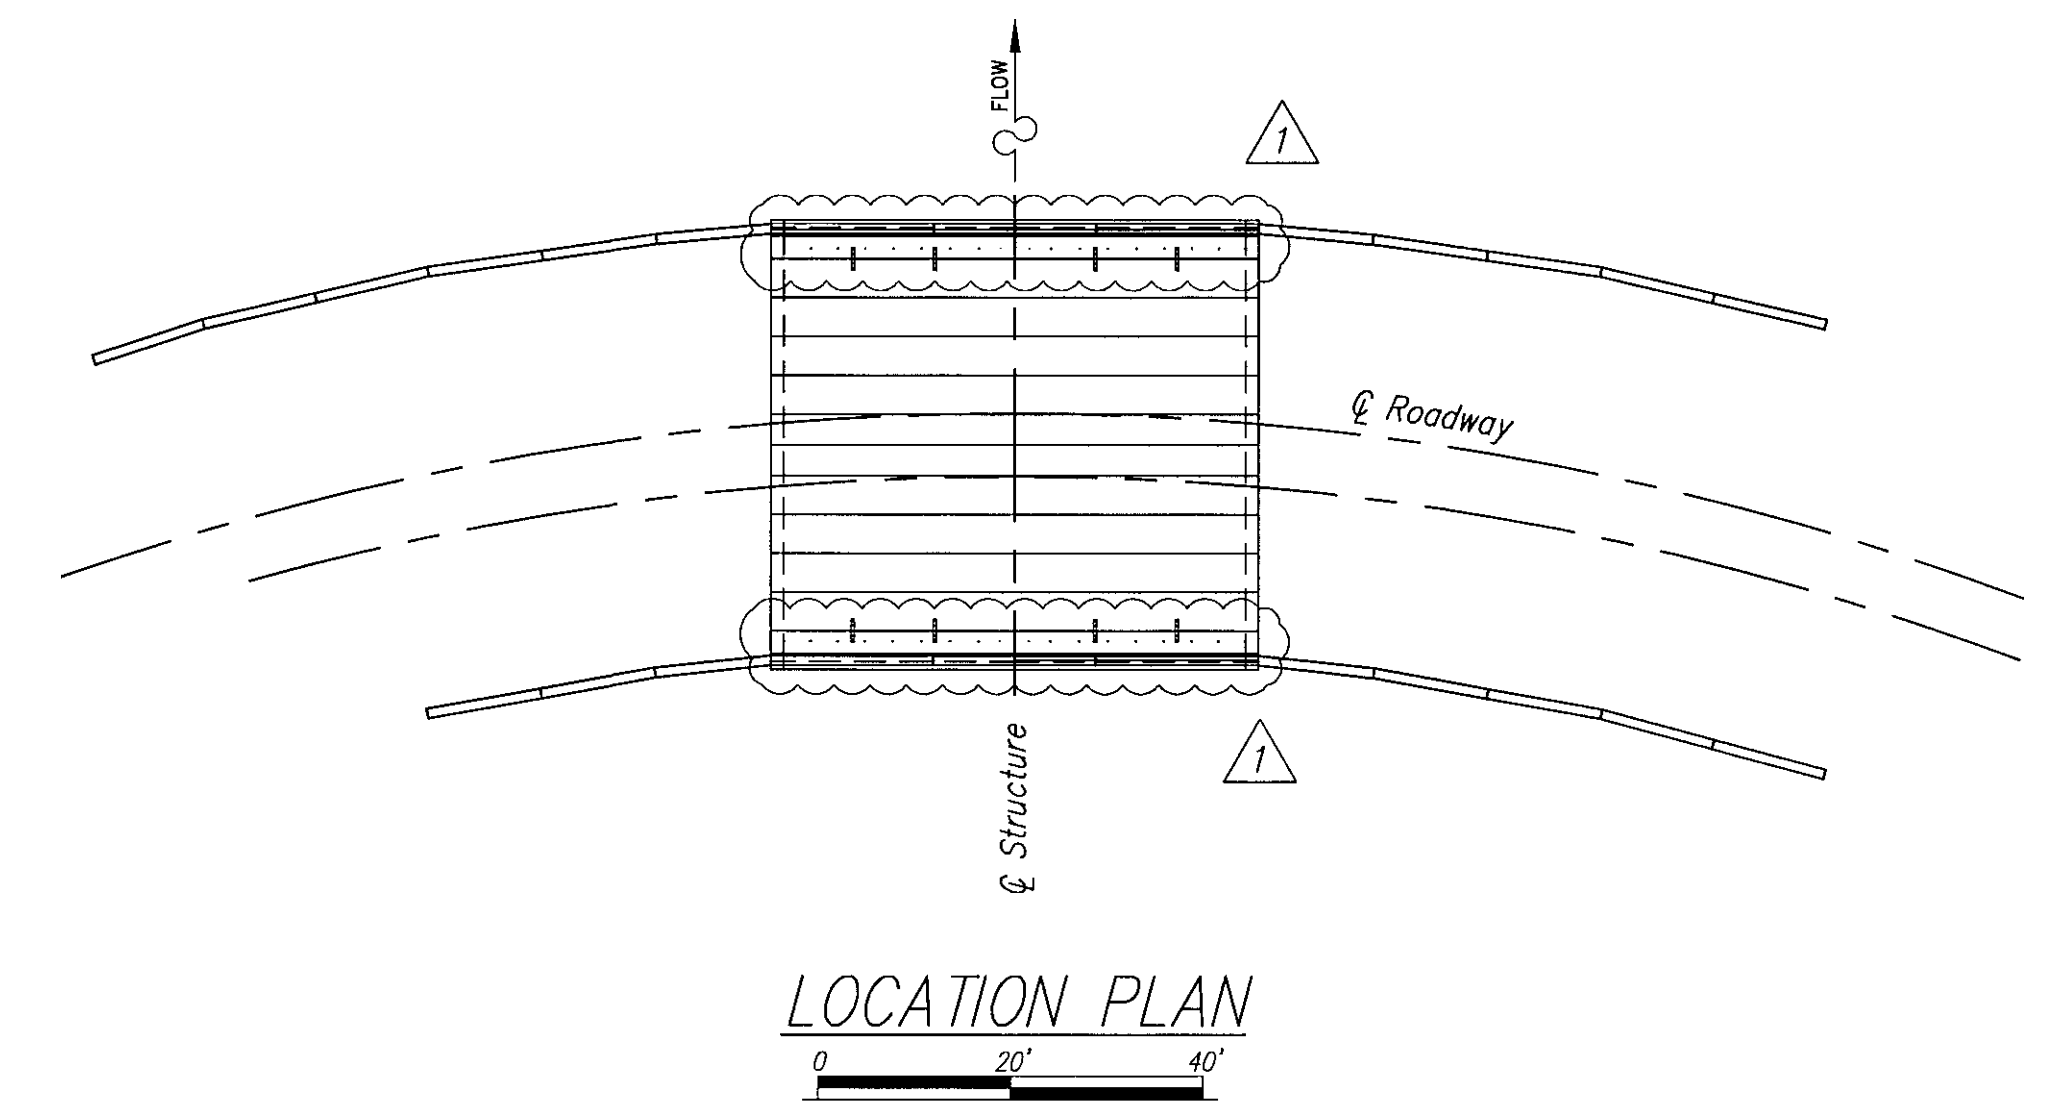 FLOW
1
℄ Roadway
1
℄ Structure
LOCATION PLAN
0 20' 40'